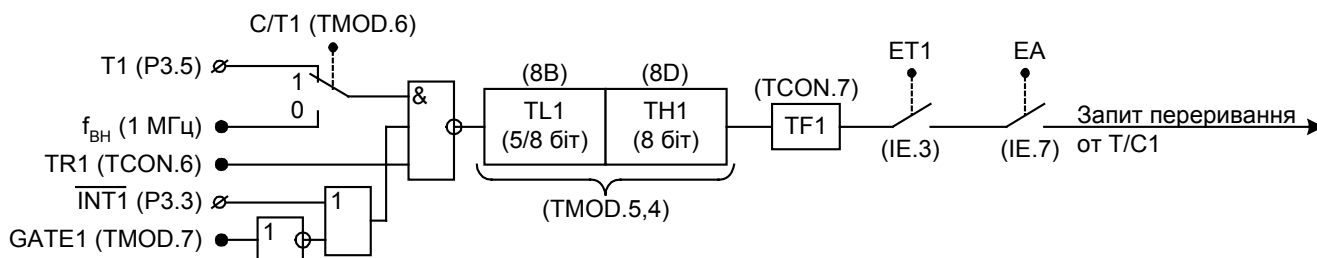 C/T1 (TMOD.6)
T1 (P3.5)
1
0
f_ВН (1 МГц)
TR1 (TCON.6)
INT1 (P3.3)
GATE1 (TMOD.7)
1
1
&
(8B)
(8D)
TL1
(5/8 біт)
TH1
(8 біт)
(TMOD.5,4)
(TCON.7)
TF1
ET1
(IE.3)
EA
(IE.7)
Запит переривання
от T/C1